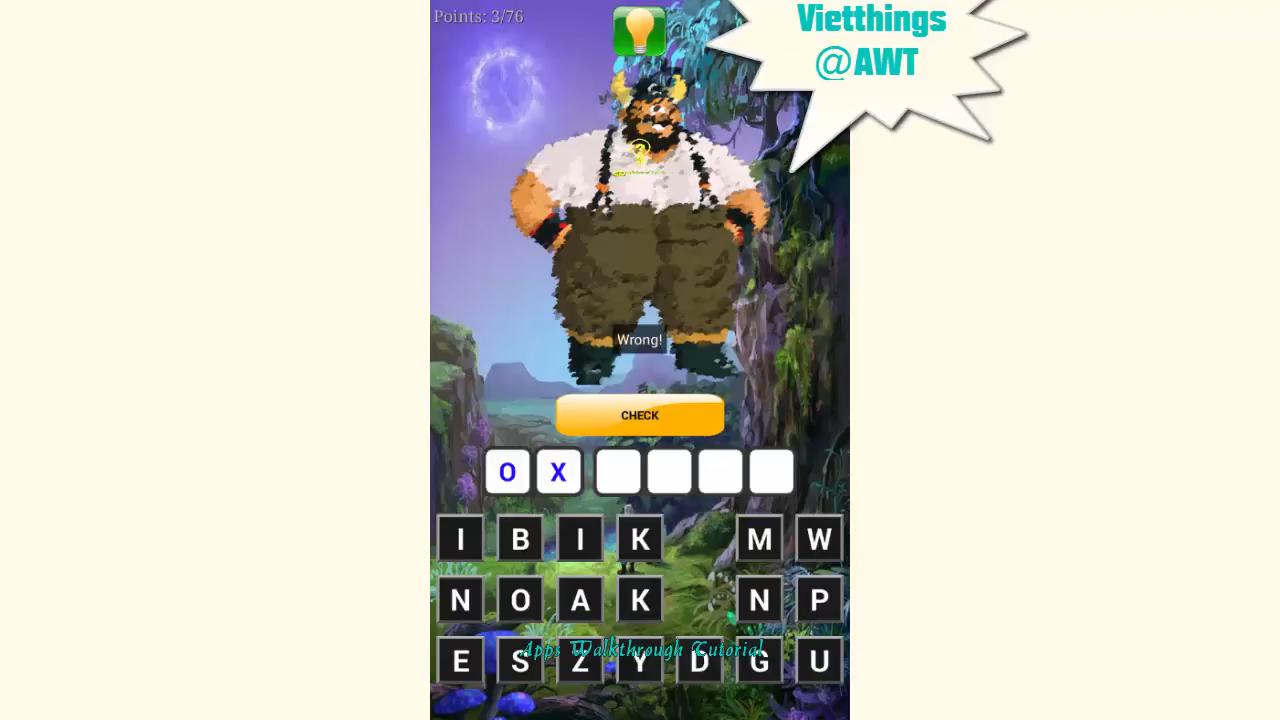 Points: 3/76
Vietthings
@AWT
Wrong!
CHECK
O X
I B I K M W
N O A K N P
E S Z Y D G U
Apps Walkthrough Tutorial